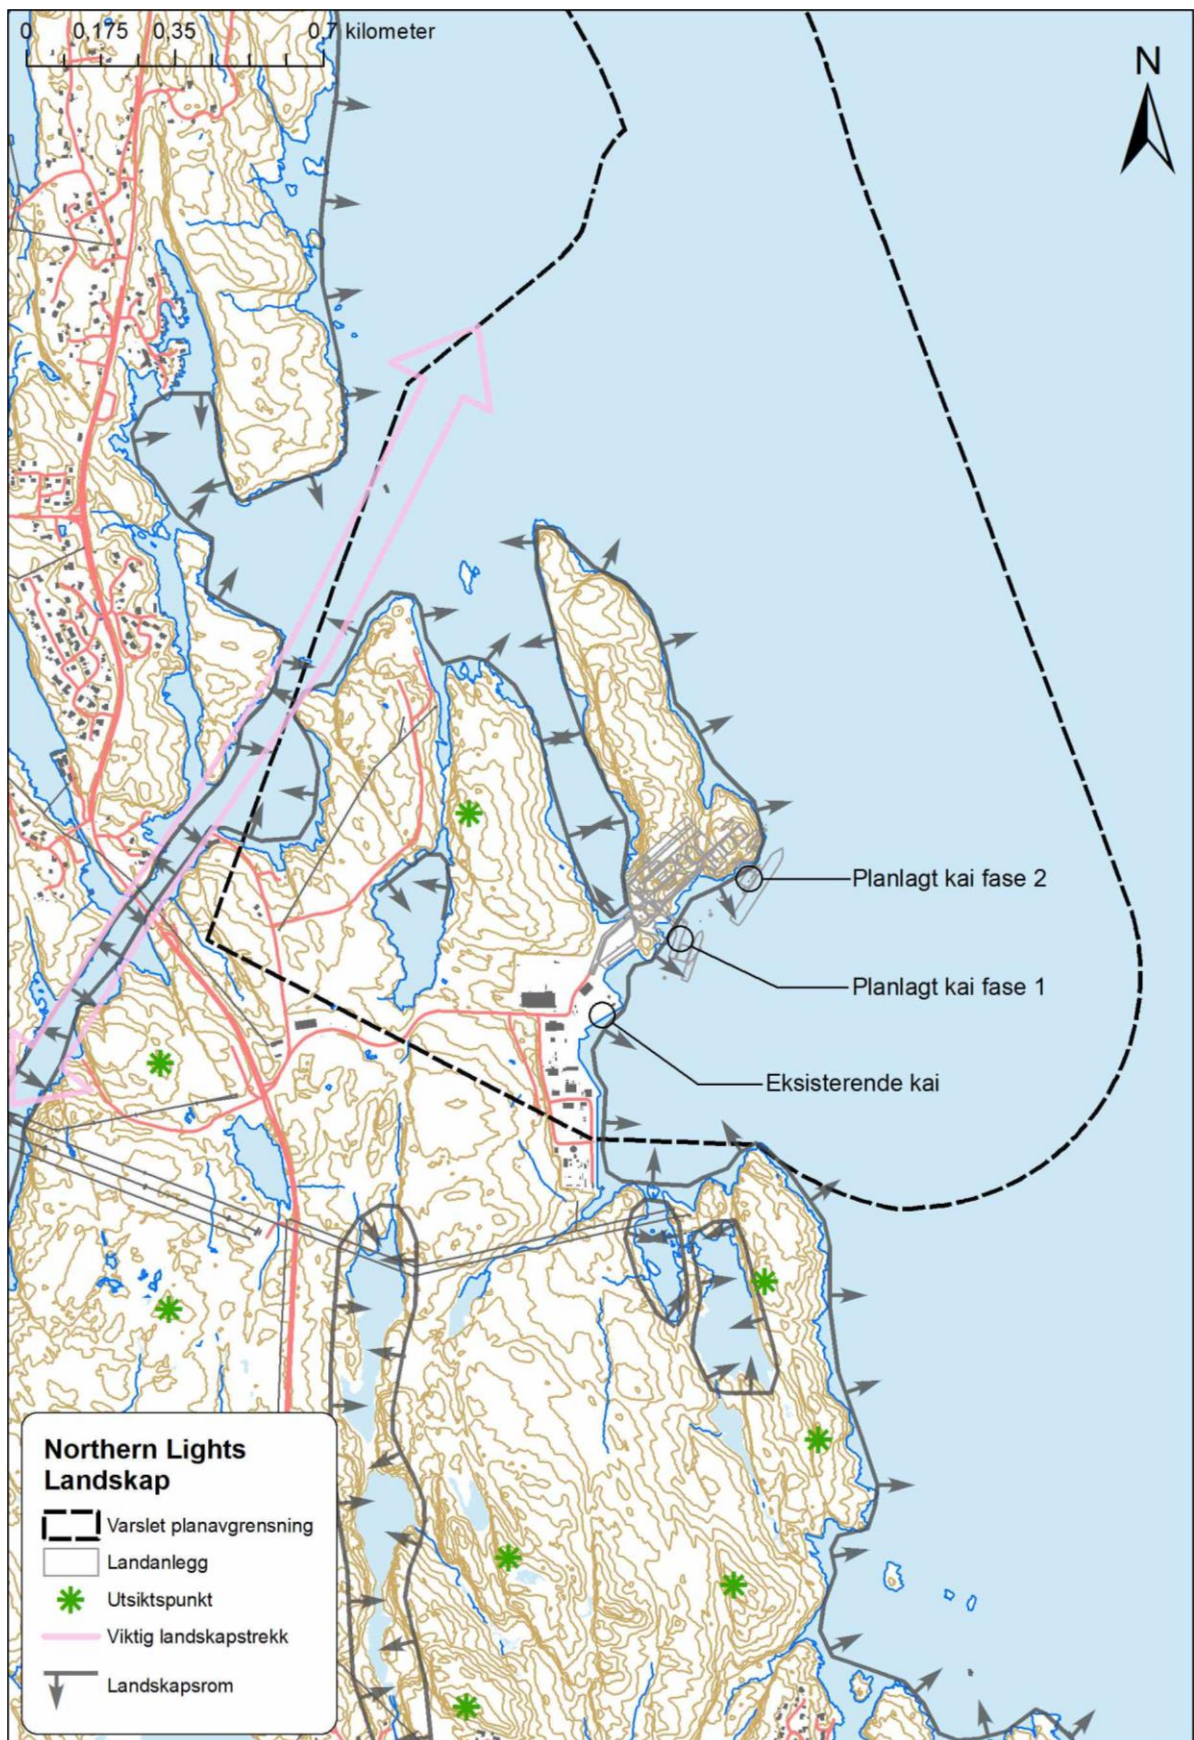 0 0,175 0,35 0,7 kilometer
N
Planlagt kai fase 2
Planlagt kai fase 1
Eksisterende kai
Northern Lights
Landskap
Varslet planavgrensning
Landanlegg
Utsiktspunkt
Viktig landskapstrekk
Landskapsrom